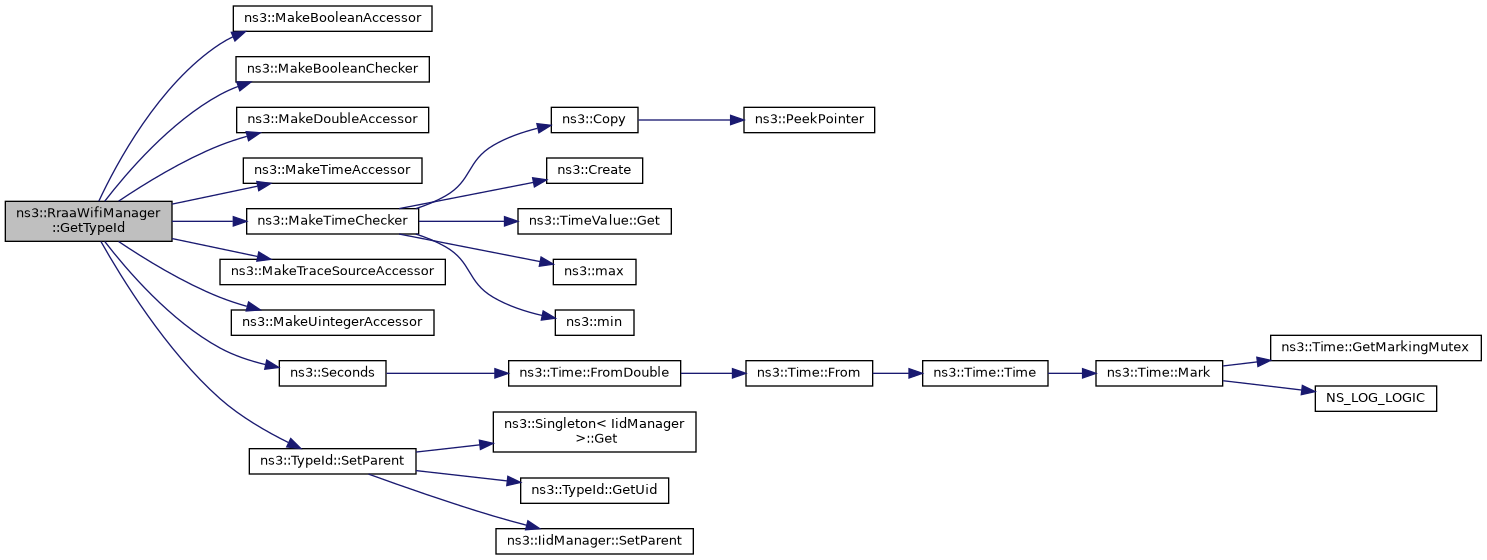 ns3::MakeBooleanAccessor
ns3::MakeBooleanChecker
ns3::MakeDoubleAccessor
ns3::Copy
ns3::PeekPointer
ns3::MakeTimeAccessor
ns3::Create
ns3::RraaWifiManager
::GetTypeId
ns3::MakeTimeChecker
ns3::TimeValue::Get
ns3::MakeTraceSourceAccessor
ns3::max
ns3::MakeUintegerAccessor
ns3::min
ns3::Seconds
ns3::Time::FromDouble
ns3::Time::From
ns3::Time::Time
ns3::Time::Mark
ns3::Time::GetMarkingMutex
NS_LOG_LOGIC
ns3::TypeId::SetParent
ns3::Singleton< IidManager
>::Get
ns3::TypeId::GetUid
ns3::IidManager::SetParent